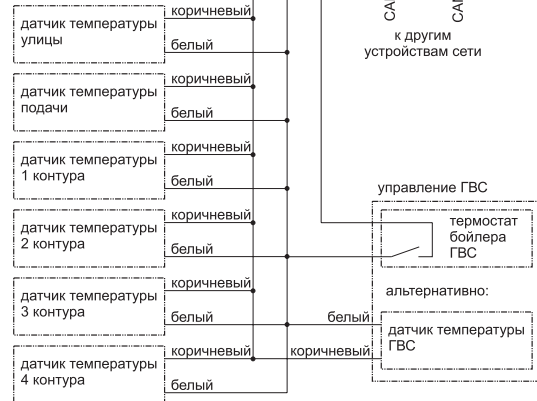 коричневый
датчик температуры
улицы
белый
CA
CA
к другим
устройствам сети
коричневый
датчик температуры
подачи
белый
коричневый
датчик температуры
1 контура
белый
управление ГВС
коричневый
датчик температуры
2 контура
белый
термостат
бойлера
ГВС
коричневый
датчик температуры
3 контура
белый
альтернативно:
белый
датчик температуры
ГВС
коричневый
коричневый
датчик температуры
4 контура
белый